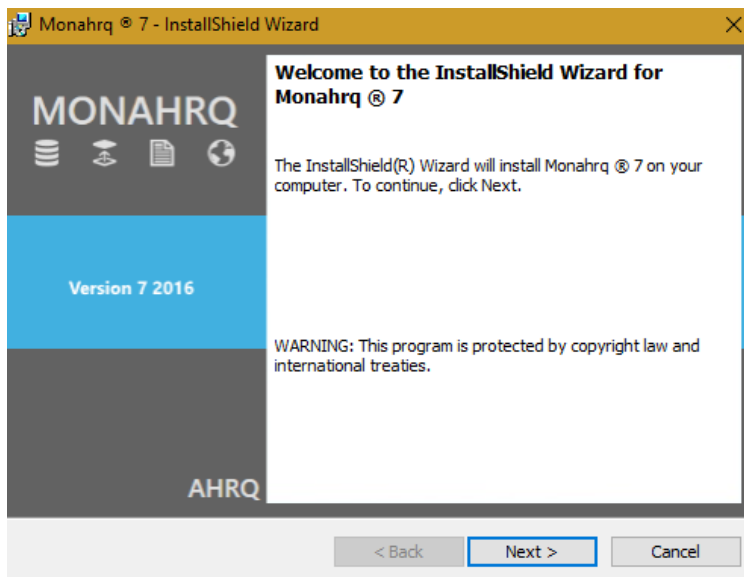 Monahrq ® 7 - InstallShield Wizard
MONAHRQ
Version 7 2016
AHRQ
Welcome to the InstallShield Wizard for
Monahrq ® 7
The InstallShield(R) Wizard will install Monahrq ® 7 on your
computer. To continue, click Next.
WARNING: This program is protected by copyright law and
international treaties.
< Back
Next >
Cancel